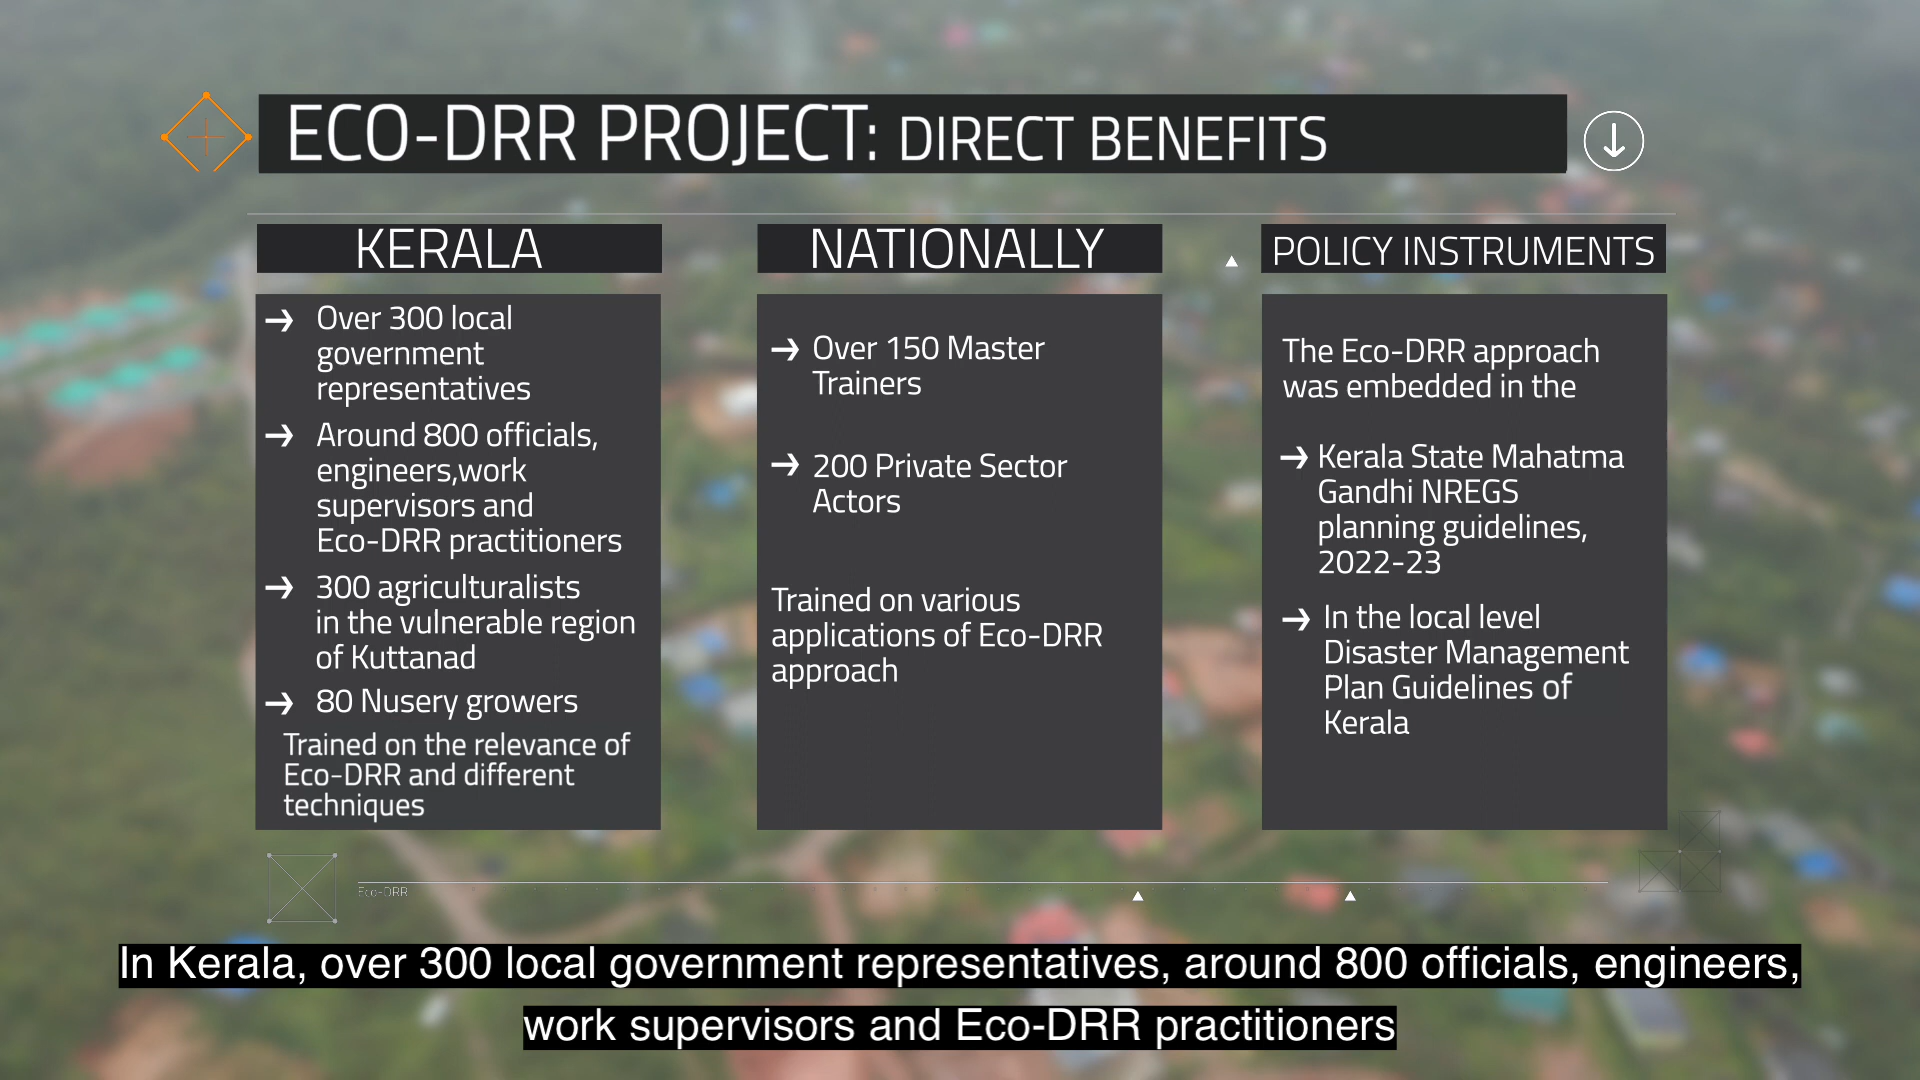 ECO-DRR PROJECT: DIRECT BENEFITS
KERALA
Over 300 local
government
representatives
Around 800 officials,
engineers,work
supervisors and
Eco-DRR practitioners
300 agriculturalists
in the vulnerable region
of Kuttanad
80 Nusery growers
Trained on the relevance of
Eco-DRR and different
techniques
NATIONALLY
Over 150 Master
Trainers
200 Private Sector
Actors
Trained on various
applications of Eco-DRR
approach
POLICY INSTRUMENTS
The Eco-DRR approach
was embedded in the
Kerala State Mahatma
Gandhi NREGS
planning guidelines,
2022-23
In the local level
Disaster Management
Plan Guidelines of
Kerala
Eco-DRR
In Kerala, over 300 local government representatives, around 800 officials, engineers,
work supervisors and Eco-DRR practitioners